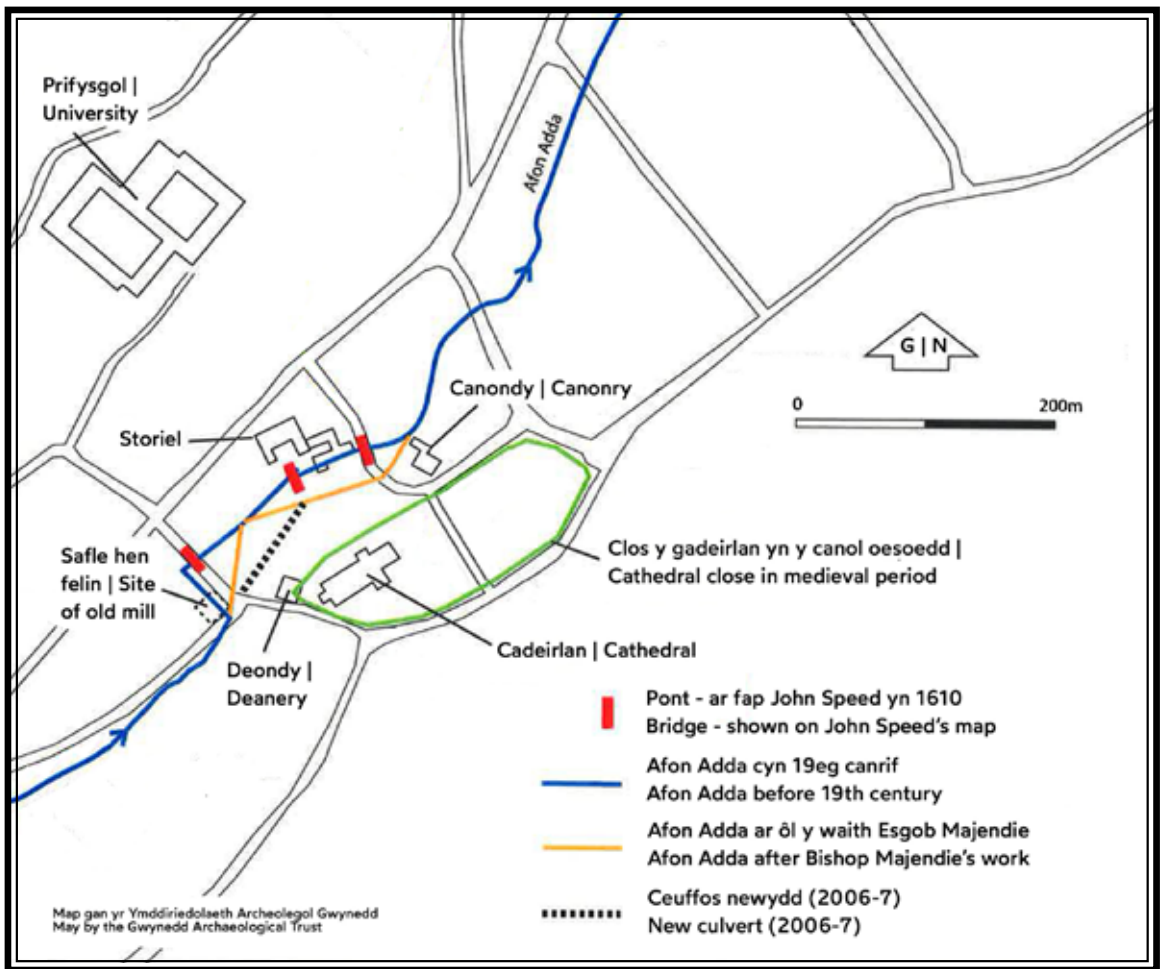 Prifysgol |
University
Afon Adda
G | N
0 200m
Canondy | Canonry
Storiel
Safle hen
felin | Site
of old mill
Clos y gadeirlan yn y canol oesoedd |
Cathedral close in medieval period
Cadeirlan | Cathedral
Deondy |
Deanery
Pont - ar fap John Speed yn 1610
Bridge - shown on John Speed's map
Afon Adda cyn 19eg canrif
Afon Adda before 19th century
Afon Adda ar ôl y waith Esgob Majendie
Afon Adda after Bishop Majendie's work
Ceuffos newydd (2006-7)
New culvert (2006-7)
Map gan yr Ymddiriedolaeth Archeolegol Gwynedd
May by the Gwynedd Archaeological Trust